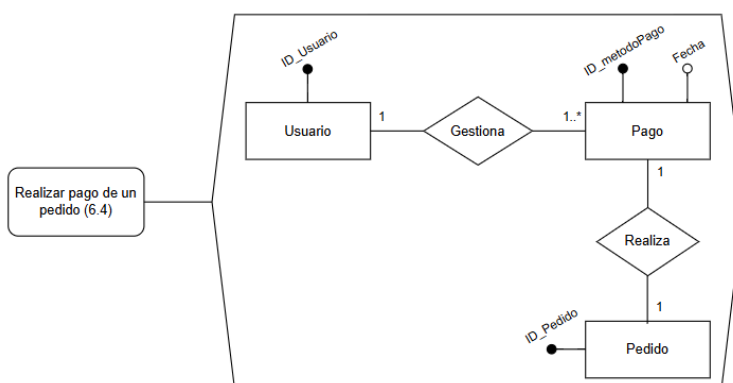 ID_Usuario
ID_metodoPago
Fecha
Usuario
1
Gestiona
1..*
Pago
1
Realizar pago de un
pedido (6.4)
Realiza
1
ID_Pedido
Pedido